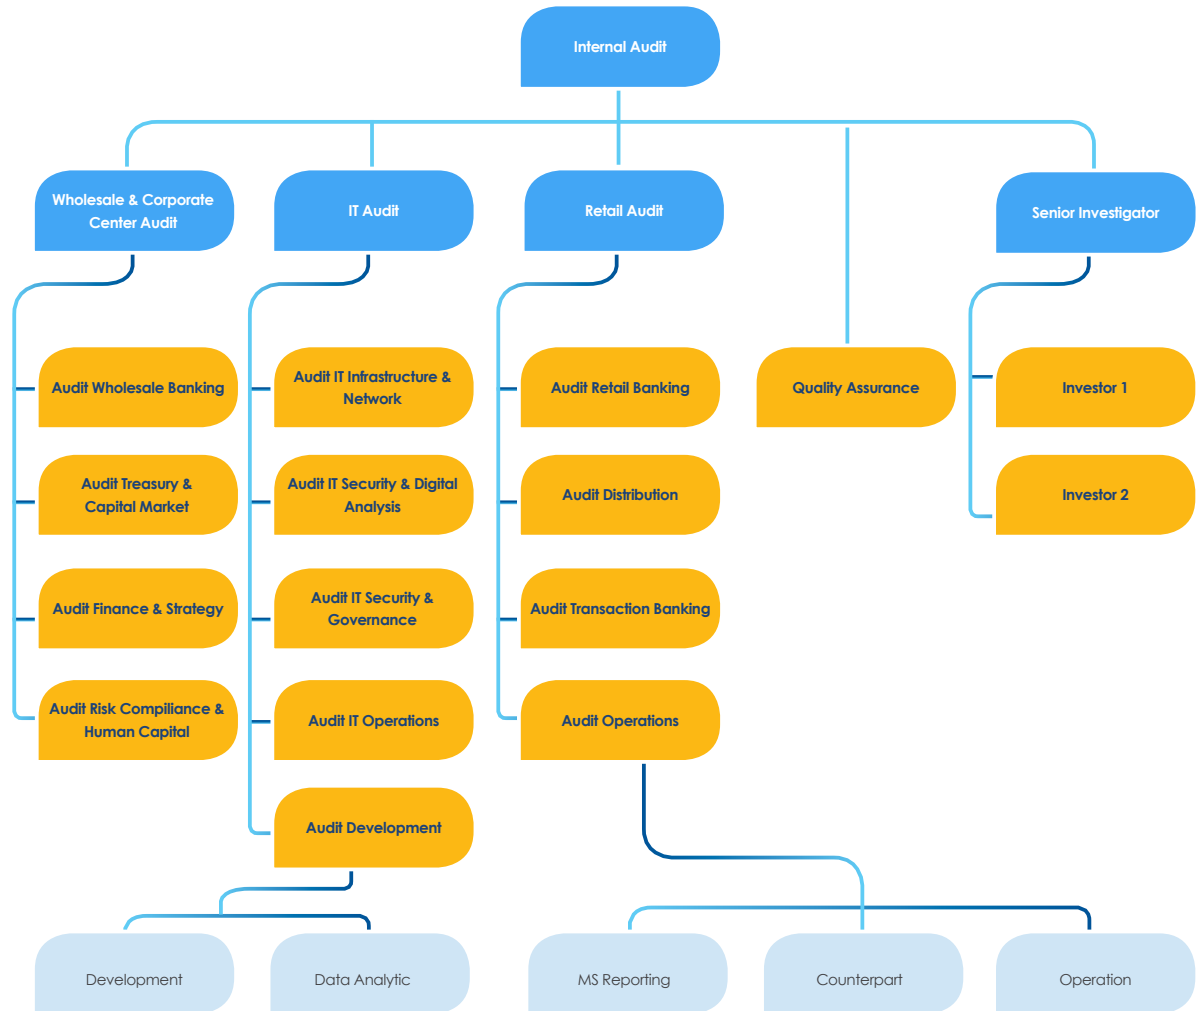 Internal Audit
Wholesale & Corporate
Center Audit
IT Audit
Retail Audit
Senior Investigator
Audit Wholesale Banking
Audit IT Infrastructure &
Network
Audit Retail Banking
Quality Assurance
Investor 1
Audit Treasury &
Capital Market
Audit IT Security & Digital
Analysis
Audit Distribution
Investor 2
Audit Finance & Strategy
Audit IT Security &
Governance
Audit Transaction Banking
Audit Risk Compiliance &
Human Capital
Audit IT Operations
Audit Operations
Audit Development
Development
Data Analytic
MS Reporting
Counterpart
Operation